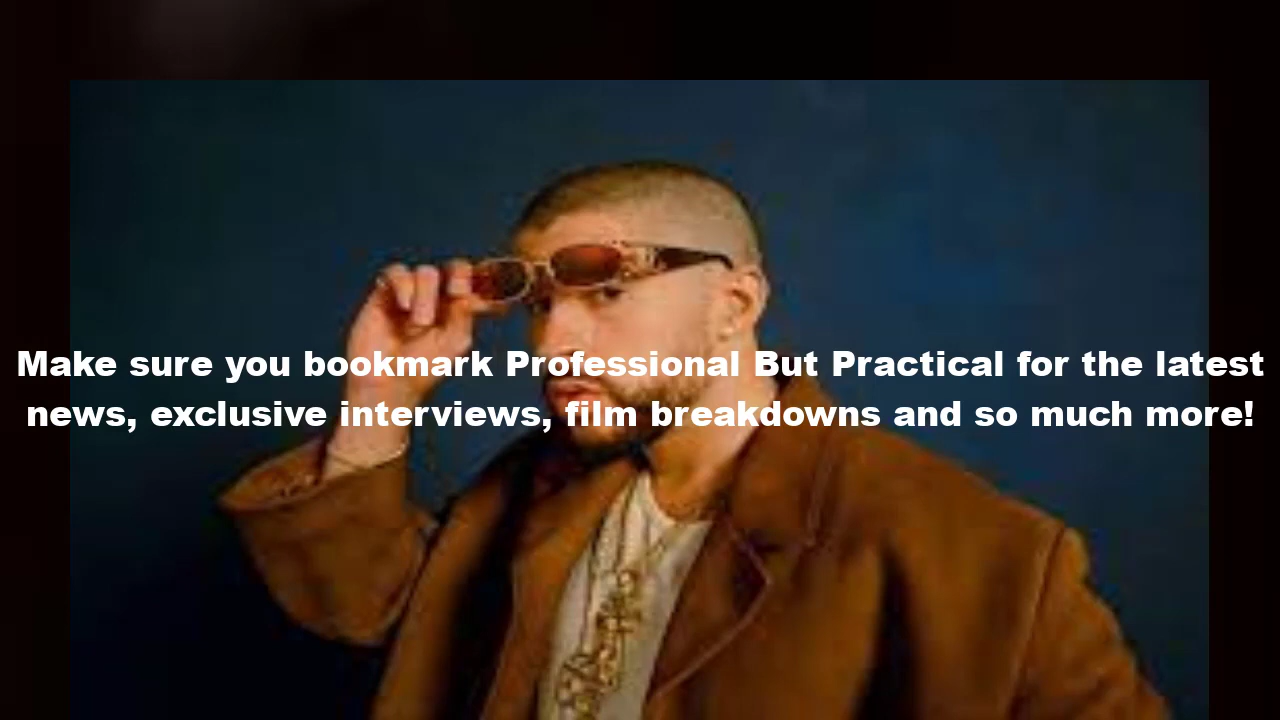 Make sure you bookmark Professional But Practical for the latest
news, exclusive interviews, film breakdowns and so much more!